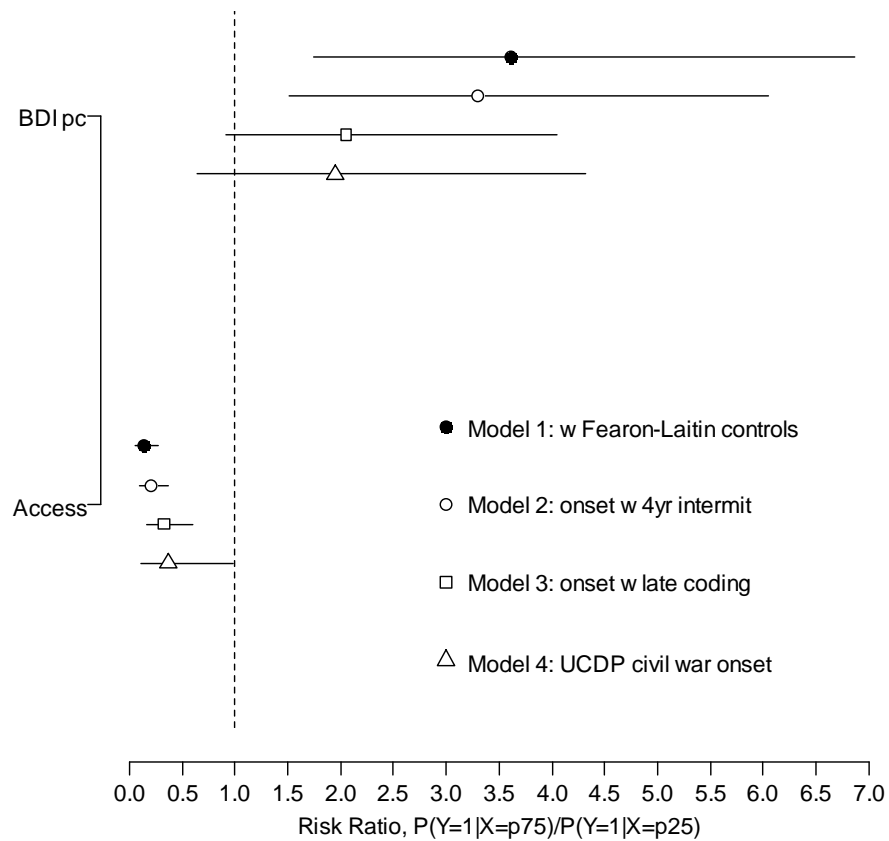 BDI pc
Access
Model 1: w Fearon-Laitin controls
Model 2: onset w 4yr intermit
Model 3: onset w late coding
Model 4: UCDP civil war onset
0.0 0.5 1.0 1.5 2.0 2.5 3.0 3.5 4.0 4.5 5.0 5.5 6.0 6.5 7.0
Risk Ratio, P(Y=1|X=p75)/P(Y=1|X=p25)